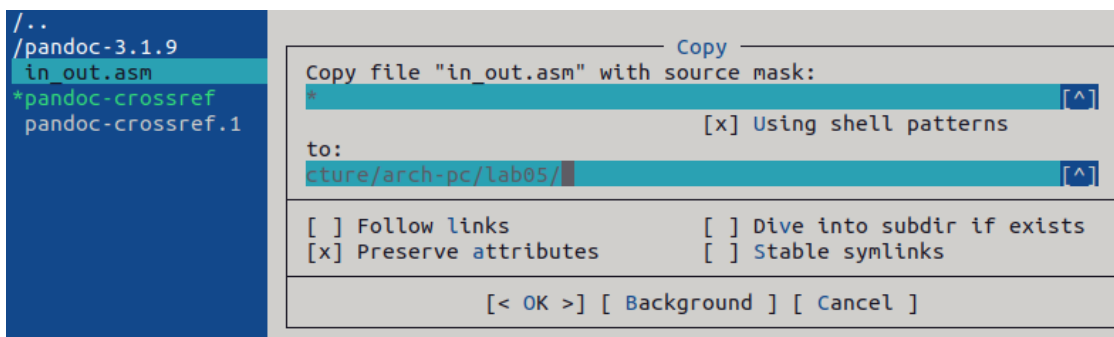 /..
/pandoc-3.1.9
in_out.asm
*pandoc-crossref
pandoc-crossref.1
Copy
Copy file "in_out.asm" with source mask:
* [^]
[x] Using shell patterns
to:
cture/arch-pc/lab05/ [^]
[ ] Follow links [ ] Dive into subdir if exists
[x] Preserve attributes [ ] Stable symlinks
[< OK >] [ Background ] [ Cancel ]